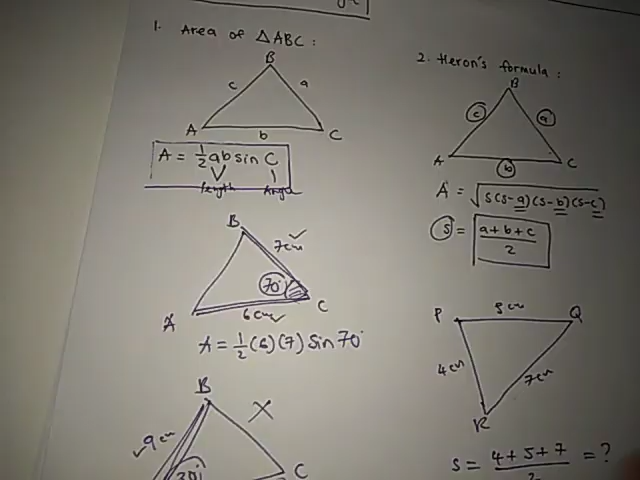 1. Area of △ABC :
B
c
a
A
b
C
A = 1/2 ab sin C
length
Angle
B
7cm ✓
70°
A
6cm ✓
C
A = 1/2 (6)(7) sin 70°
B
✓ 9cm
X
30°
C
2. Heron's formula :
B
c
a
A
b
C
A = √s(s-a)(s-b)(s-c)
s = a+b+c / 2
P
5cm
Q
4cm
7cm
R
s = 4+5+7 / 2 = ?